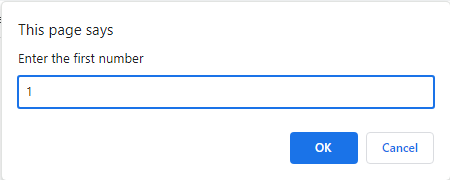 This page says
Enter the first number
1
OK Cancel